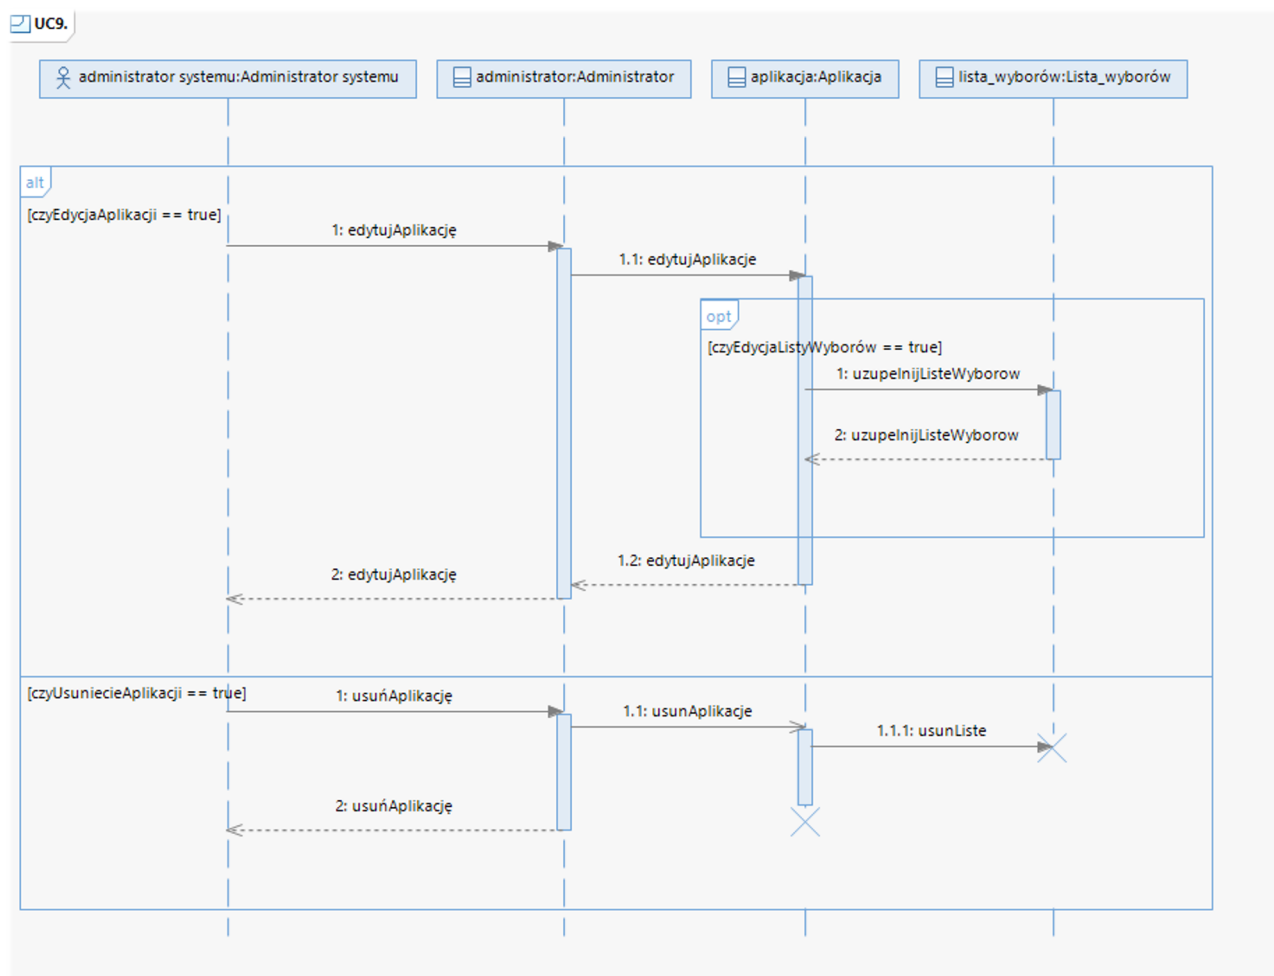 UC9.
administrator systemu:Administrator systemu
administrator:Administrator
aplikacja:Aplikacja
lista_wyborów:Lista_wyborów
alt
[czyEdycjaAplikacji == true]
1: edytujAplikację
1.1: edytujAplikacje
opt
[czyEdycjaListyWyborów == true]
1: uzupelnijListeWyborow
2: uzupelnijListeWyborow
1.2: edytujAplikacje
2: edytujAplikację
[czyUsuniecieAplikacji == true]
1: usuńAplikację
1.1: usunAplikacje
1.1.1: usunListe
2: usuńAplikację